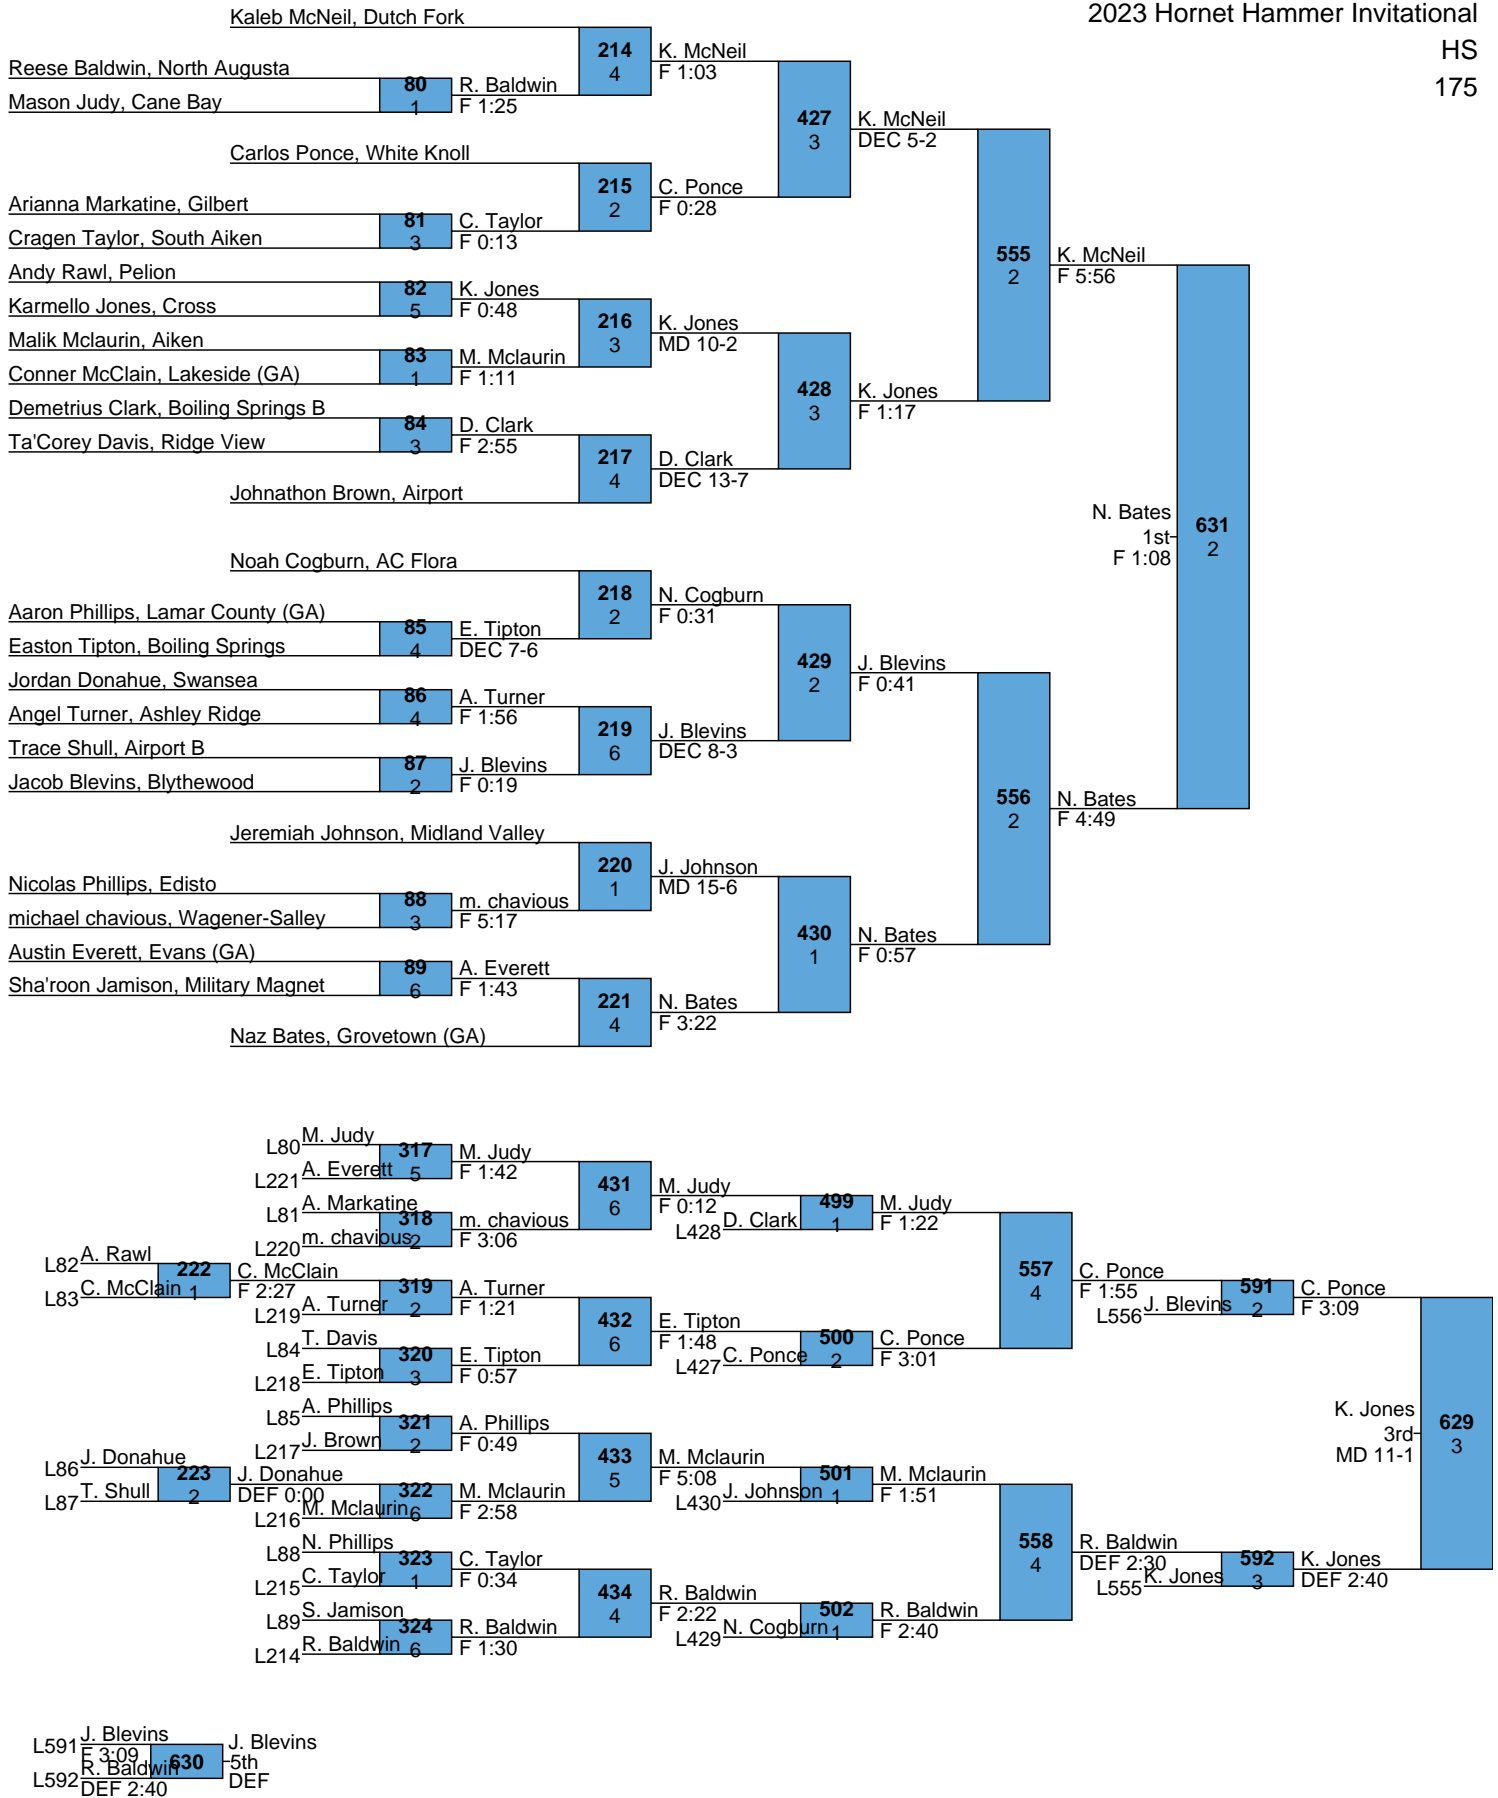 2023 Hornet Hammer Invitational
HS
175
Kaleb McNeil, Dutch Fork
214
4
K. McNeil
F 1:03
Reese Baldwin, North Augusta
Mason Judy, Cane Bay
80
1
R. Baldwin
F 1:25
427
3
K. McNeil
DEC 5-2
Carlos Ponce, White Knoll
215
2
C. Ponce
F 0:28
Arianna Markatine, Gilbert
Cragen Taylor, South Aiken
81
3
C. Taylor
F 0:13
555
2
K. McNeil
F 5:56
Andy Rawl, Pelion
Karmello Jones, Cross
82
5
K. Jones
F 0:48
216
3
K. Jones
MD 10-2
Malik Mclaurin, Aiken
Conner McClain, Lakeside (GA)
83
1
M. Mclaurin
F 1:11
428
3
K. Jones
F 1:17
Demetrius Clark, Boiling Springs B
Ta'Corey Davis, Ridge View
84
3
D. Clark
F 2:55
217
4
D. Clark
DEC 13-7
Johnathon Brown, Airport
N. Bates
1st
F 1:08
631
2
Noah Cogburn, AC Flora
218
2
N. Cogburn
F 0:31
Aaron Phillips, Lamar County (GA)
Easton Tipton, Boiling Springs
85
4
E. Tipton
DEC 7-6
429
2
J. Blevins
F 0:41
Jordan Donahue, Swansea
Angel Turner, Ashley Ridge
86
4
A. Turner
F 1:56
219
6
J. Blevins
DEC 8-3
Trace Shull, Airport B
Jacob Blevins, Blythewood
87
2
J. Blevins
F 0:19
556
2
N. Bates
F 4:49
Jeremiah Johnson, Midland Valley
220
1
J. Johnson
MD 15-6
Nicolas Phillips, Edisto
michael chavious, Wagener-Salley
88
3
m. chavious
F 5:17
430
1
N. Bates
F 0:57
Austin Everett, Evans (GA)
Sha'roon Jamison, Military Magnet
89
6
A. Everett
F 1:43
221
4
N. Bates
F 3:22
Naz Bates, Grovetown (GA)
L80 M. Judy
L221 A. Everett
317
5
M. Judy
F 1:42
431
6
M. Judy
F 0:12
L81 A. Markatine
L220 m. chavious
318
2
m. chavious
F 3:06
L428 D. Clark
499
1
M. Judy
F 1:22
L82 A. Rawl
L83 C. McClain
222
1
C. McClain
F 2:27
L219 A. Turner
319
2
A. Turner
F 1:21
557
4
C. Ponce
F 1:55
L556 J. Blevins
591
2
C. Ponce
F 3:09
432
6
E. Tipton
F 1:48
L84 T. Davis
L218 E. Tipton
320
3
E. Tipton
F 0:57
L427 C. Ponce
500
2
C. Ponce
F 3:01
L85 A. Phillips
L217 J. Brown
321
2
A. Phillips
F 0:49
K. Jones
3rd
MD 11-1
629
3
433
5
M. Mclaurin
F 5:08
L86 J. Donahue
L87 T. Shull
223
2
J. Donahue
DEF 0:00
L216 M. Mclaurin
322
6
M. Mclaurin
F 2:58
L430 J. Johnson
501
1
M. Mclaurin
F 1:51
L88 N. Phillips
L215 C. Taylor
323
1
C. Taylor
F 0:34
558
4
R. Baldwin
DEF 2:30
L555 K. Jones
592
3
K. Jones
DEF 2:40
434
4
R. Baldwin
F 2:22
L89 S. Jamison
L214 R. Baldwin
324
6
R. Baldwin
F 1:30
L429 N. Cogburn
502
1
R. Baldwin
F 2:40
L591 J. Blevins
F 3:09
L592 R. Baldwin
DEF 2:40
630
J. Blevins
5th
DEF